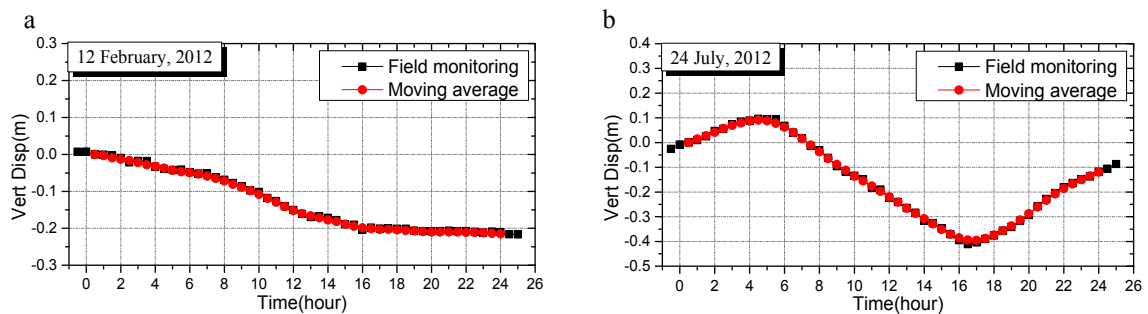 a
12 February, 2012
Field monitoring
Moving average
0.3
0.2
0.1
0.0
-0.1
-0.2
-0.3
Vert Disp(m)
0 2 4 6 8 10 12 14 16 18 20 22 24 26
Time(hour)
b
24 July, 2012
Field monitoring
Moving average
0.4
0.3
0.2
0.1
0.0
-0.1
-0.2
-0.3
-0.4
-0.5
Vert Disp(m)
0 2 4 6 8 10 12 14 16 18 20 22 24 26
Time(hour)